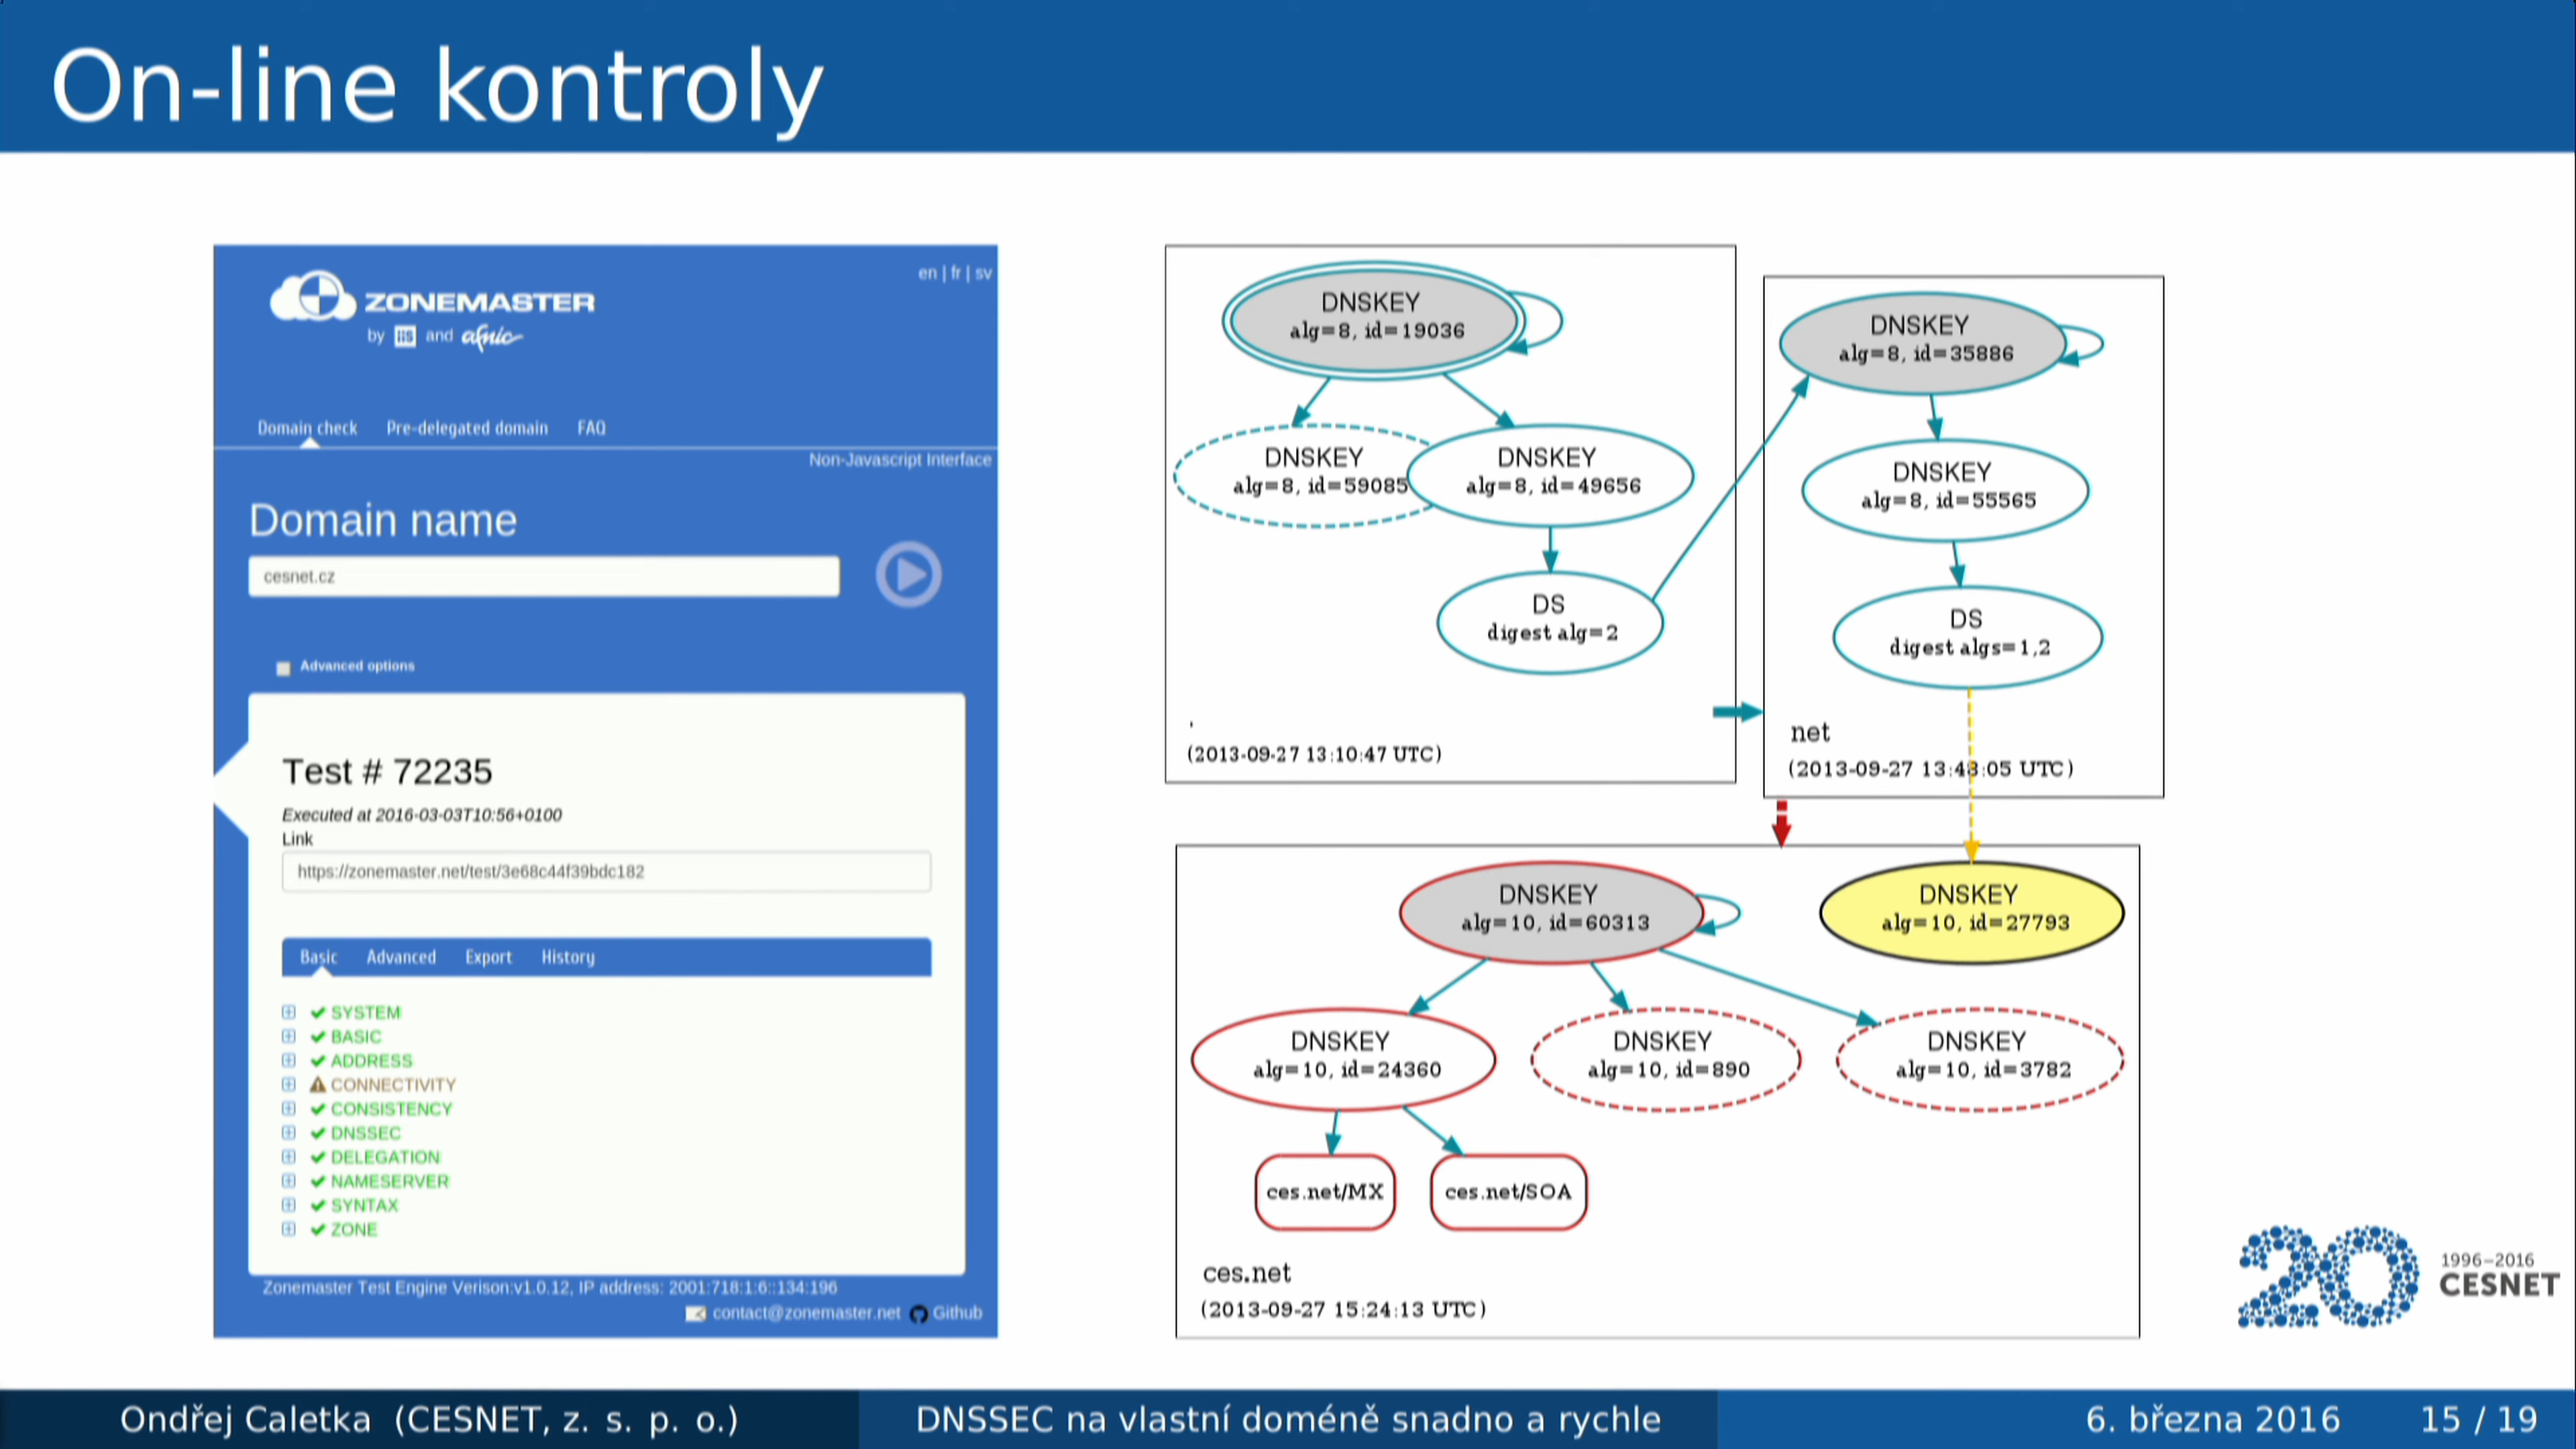 On-line kontroly
en | fr | sv
ZONEMASTER
by iis and afnic
Domain check Pre-delegated domain FAQ
Non-Javascript Interface
Domain name
cesnet.cz
Advanced options
Test # 72235
Executed at 2016-03-03T10:56+0100
Link
https://zonemaster.net/test/3e68c44f39bdc182
Basic Advanced Export History
SYSTEM
BASIC
ADDRESS
CONNECTIVITY
CONSISTENCY
DNSSEC
DELEGATION
NAMESERVER
SYNTAX
ZONE
Zonemaster Test Engine Verison:v1.0.12, IP address: 2001:718:1:6::134:196
contact@zonemaster.net Github
DNSKEY
alg=8, id=19036
DNSKEY
alg=8, id=59085
DNSKEY
alg=8, id=49656
DS
digest alg=2
.
(2013-09-27 13:10:47 UTC)
DNSKEY
alg=8, id=35886
DNSKEY
alg=8, id=55565
DS
digest algs=1,2
net
(2013-09-27 13:43:05 UTC)
DNSKEY
alg=10, id=60313
DNSKEY
alg=10, id=27793
DNSKEY
alg=10, id=24360
DNSKEY
alg=10, id=890
DNSKEY
alg=10, id=3782
ces.net/MX
ces.net/SOA
ces.net
(2013-09-27 15:24:13 UTC)
20
1996–2016
CESNET
Ondřej Caletka (CESNET, z. s. p. o.)
DNSSEC na vlastní doméně snadno a rychle
6. března 2016
15 / 19